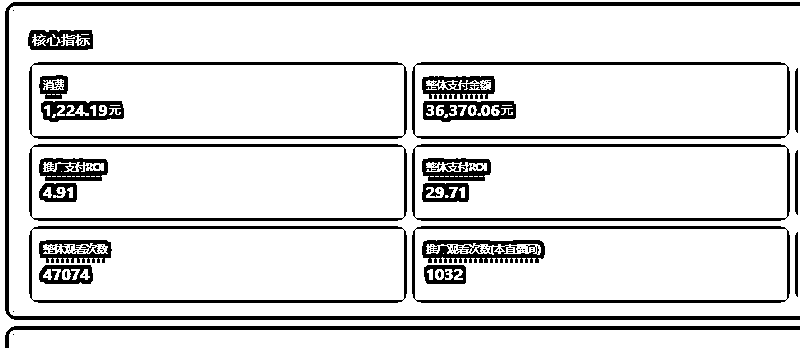 核心指标
消费
整体支付金额
1,224.19元
36,370.06元
推广支付ROI
整体支付ROI
4.91
29.71
整体观看次数
推广观看次数(本直播间)
47074
1032